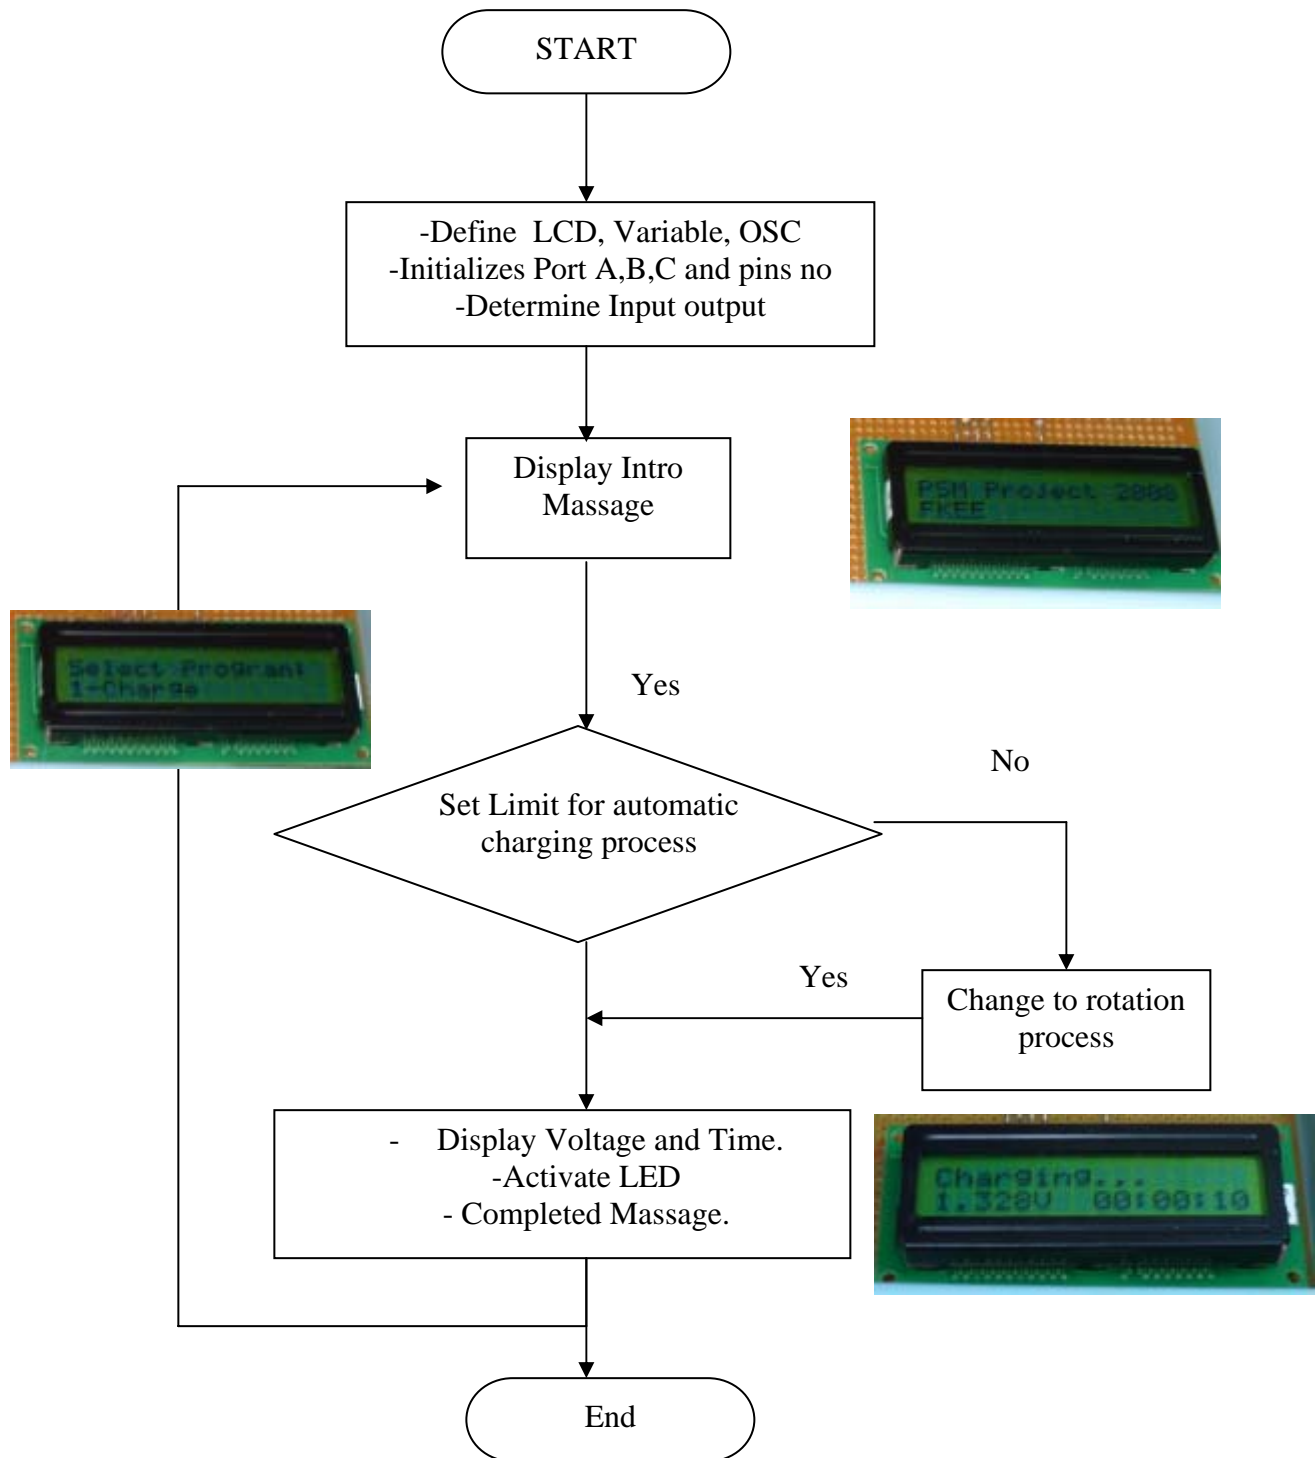 START
-Define LCD, Variable, OSC
-Initializes Port A,B,C and pins no
-Determine Input output
Display Intro
Massage
PSM Project 2008
FKEE
Select Program:
1-Charge
Yes
No
Set Limit for automatic
charging process
Yes
Change to rotation
process
- Display Voltage and Time.
-Activate LED
- Completed Massage.
Charging...
1.328V 00:00:10
End